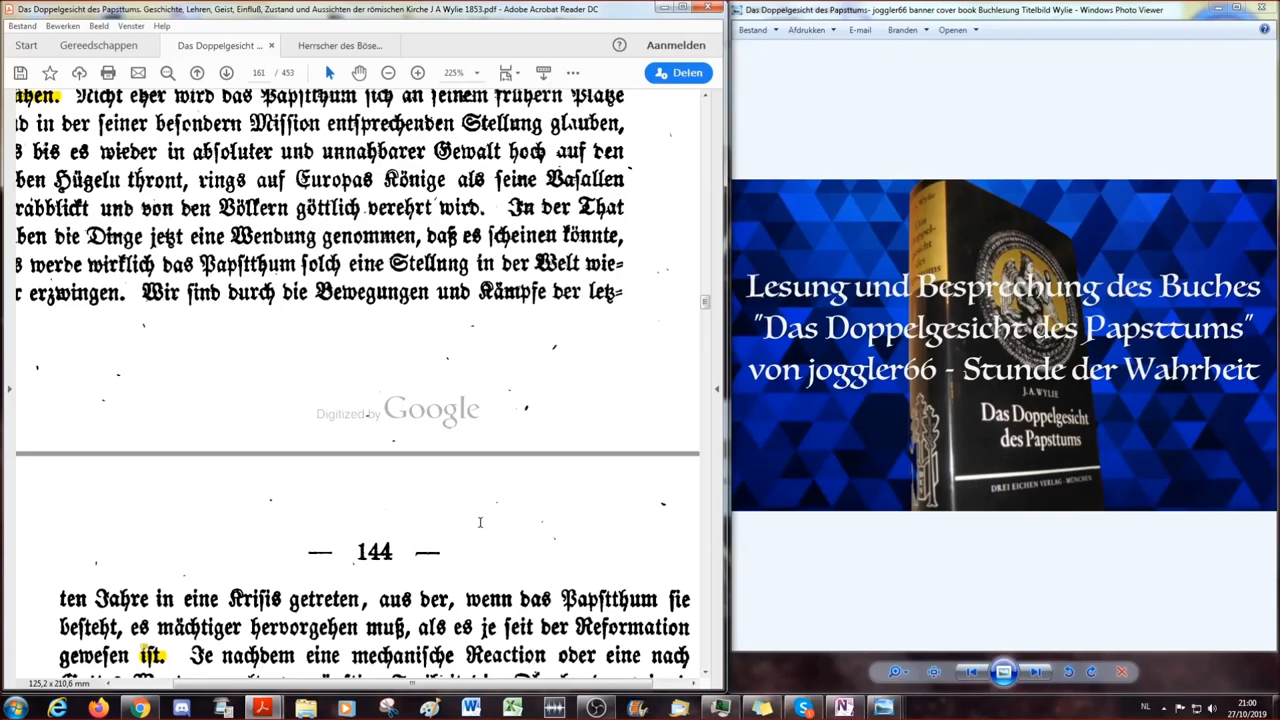 Das Doppelgesicht des Papsttums. Geschichte, Lehren, Geist, Einfluß, Zustand und Aussichten der römischen Kirche J A Wylie 1853.pdf - Adobe Acrobat Reader DC
Bestand Bewerken Beeld Venster Help
Start Gereedschappen Das Doppelgesicht ... × Herrscher des Böse... Anmelden
161 / 453 225% Delen
Nicht eher wird das Papstthum sich an seinem frühern Platze
in der seiner besondern Mission entsprechenden Stellung glauben,
bis es wieder in absoluter und unnahbarer Gewalt hoch auf den
ben Hügeln thront, rings auf Europas Könige als seine Vasallen
rabblickt und von den Völkern göttlich verehrt wird. In der That
ben die Dinge jetzt eine Wendung genommen, daß es scheinen könnte,
s werde wirklich das Papstthum solch eine Stellung in der Welt wie-
r erzwingen. Wir sind durch die Bewegungen und Kämpfe der letz-
Digitized by Google
— 144 —
ten Jahre in eine Krisis getreten, aus der, wenn das Papstthum sie
besteht, es mächtiger hervorgehen muß, als es je seit der Reformation
gewesen ist. Je nachdem eine mechanische Reaction oder eine nach
125,2 x 210,6 mm
Das Doppelgesicht des Papsttums- joggler66 banner cover book Buchlesung Titelbild Wylie - Windows Photo Viewer
Bestand Afdrukken E-mail Branden Openen
Lesung und Besprechung des Buches
"Das Doppelgesicht des Papsttums"
von joggler66 - Stunde der Wahrheit
J. A. WYLIE
Das Doppelgesicht
des Papsttums
DREI EICHEN VERLAG · MÜNCHEN
NL 21:00
27/10/2019